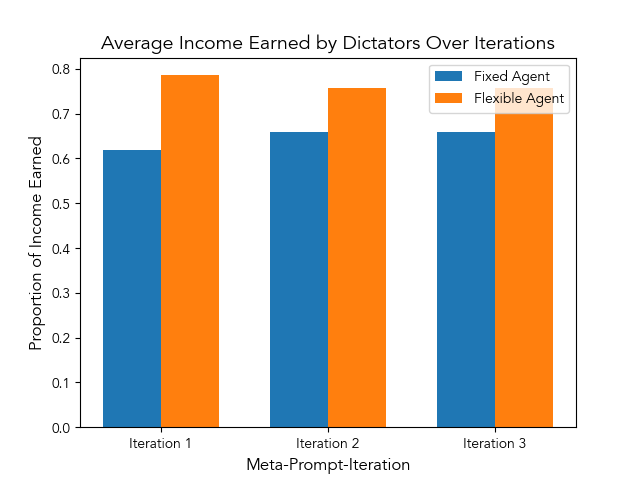 Average Income Earned by Dictators Over Iterations
Fixed Agent
Flexible Agent
Proportion of Income Earned
0.8
0.7
0.6
0.5
0.4
0.3
0.2
0.1
0.0
Iteration 1
Iteration 2
Iteration 3
Meta-Prompt-Iteration